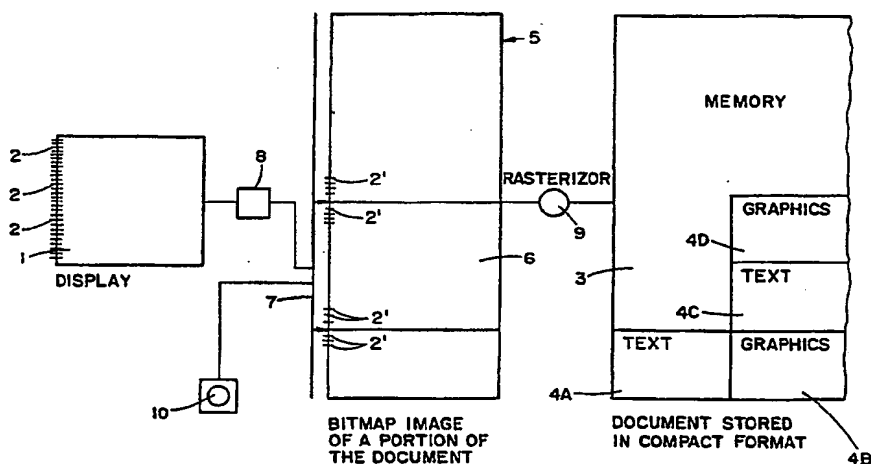 5
MEMORY
2
8
2'
RASTERIZOR
GRAPHICS
2
2'
9
4D
2
6
3
TEXT
1
DISPLAY
7
2'
4C
2'
TEXT
GRAPHICS
10
4A
BITMAP IMAGE
OF A PORTION OF
THE DOCUMENT
DOCUMENT STORED
IN COMPACT FORMAT
4B